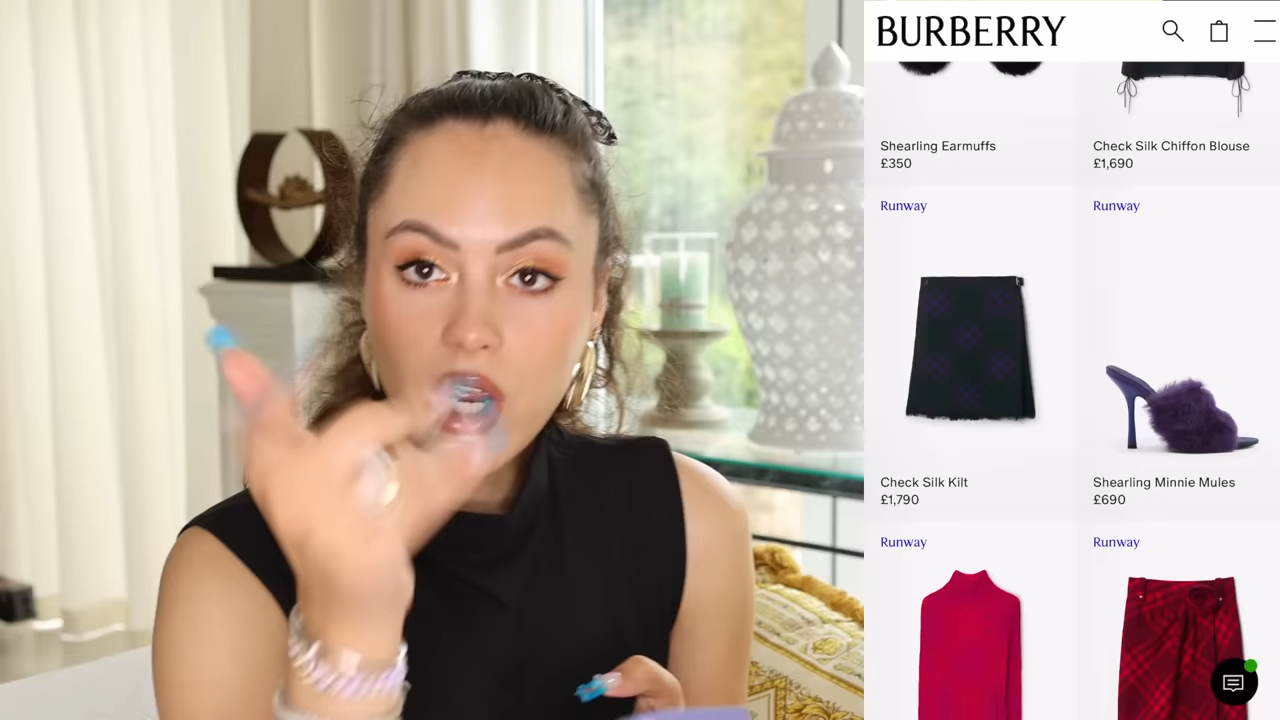 BURBERRY
Shearling Earmuffs
£350
Check Silk Chiffon Blouse
£1,690
Runway
Runway
Check Silk Kilt
£1,790
Shearling Minnie Mules
£690
Runway
Runway